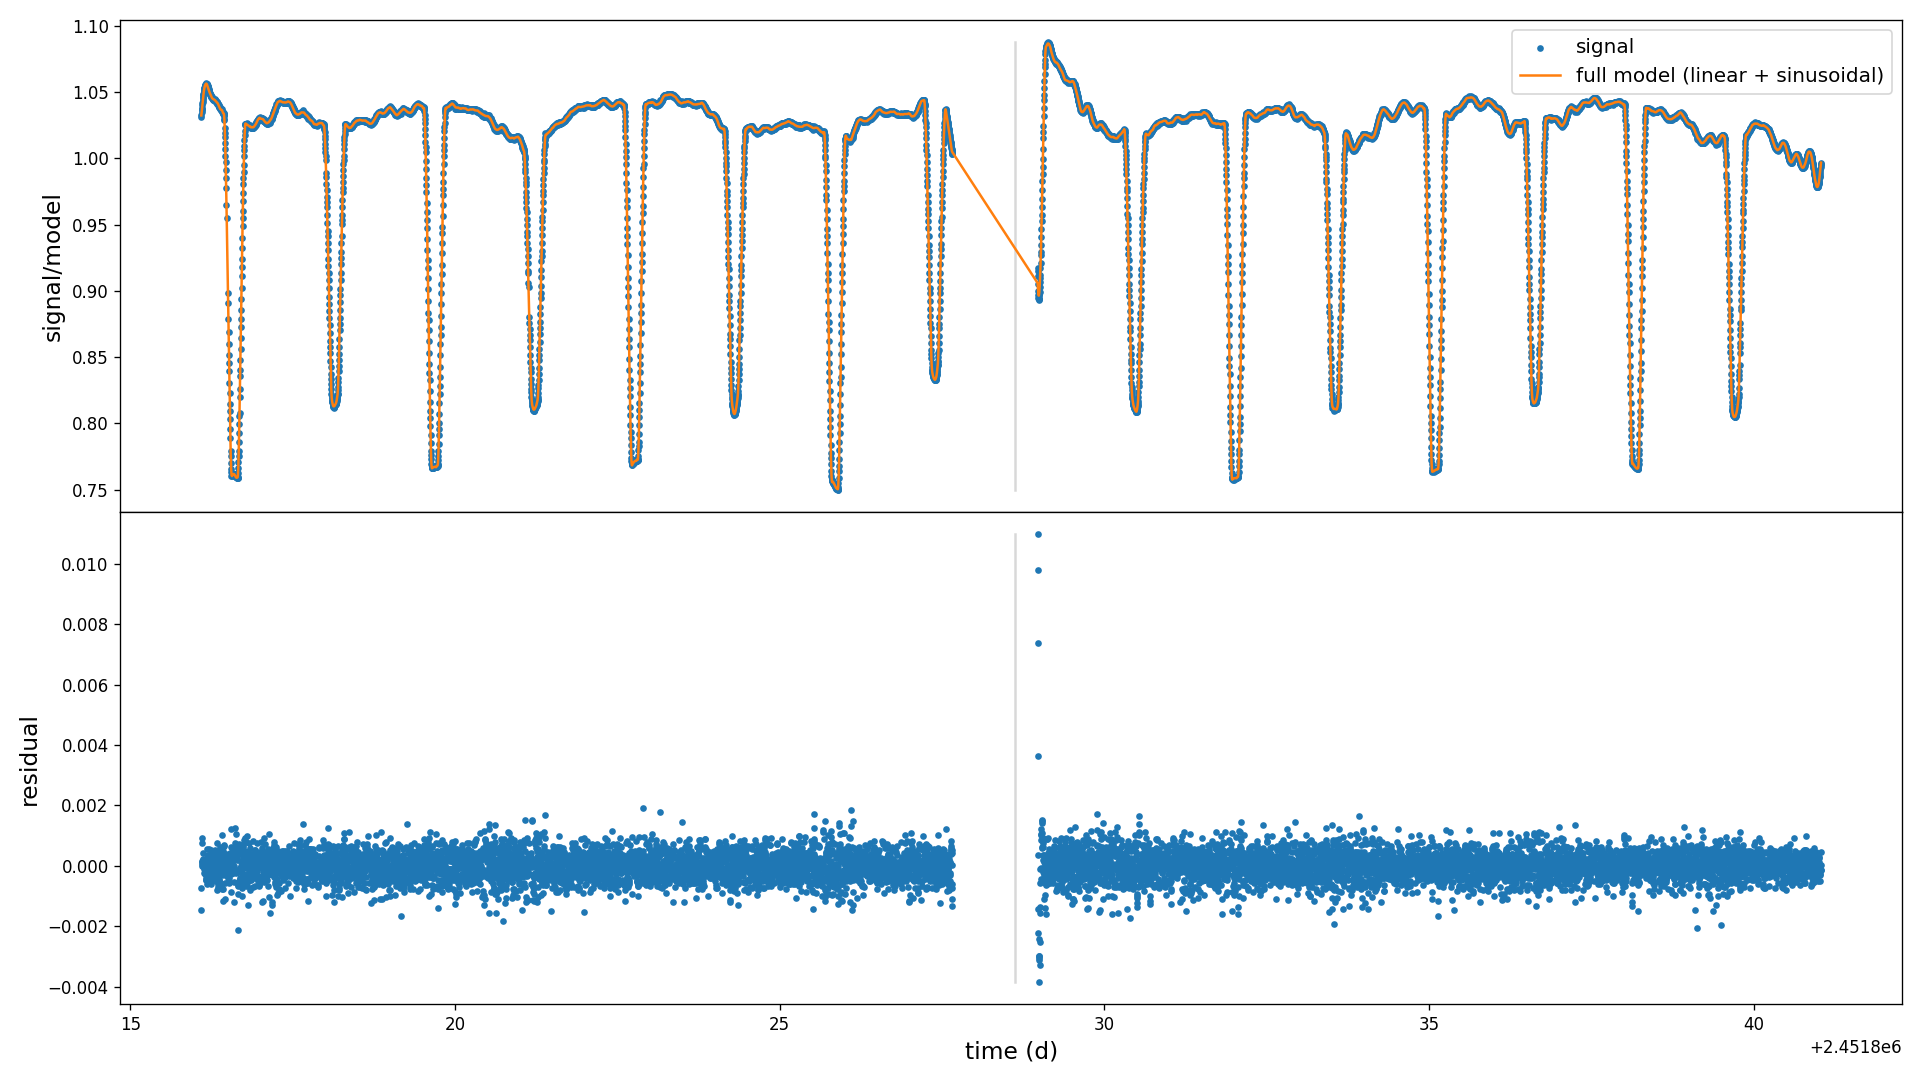 1.10
1.05
1.00
0.95
0.90
0.85
0.80
0.75
signal/model
signal
full model (linear + sinusoidal)
0.010
0.008
0.006
0.004
0.002
0.000
−0.002
−0.004
residual
15 20 25 30 35 40
time (d)
+2.4518e6